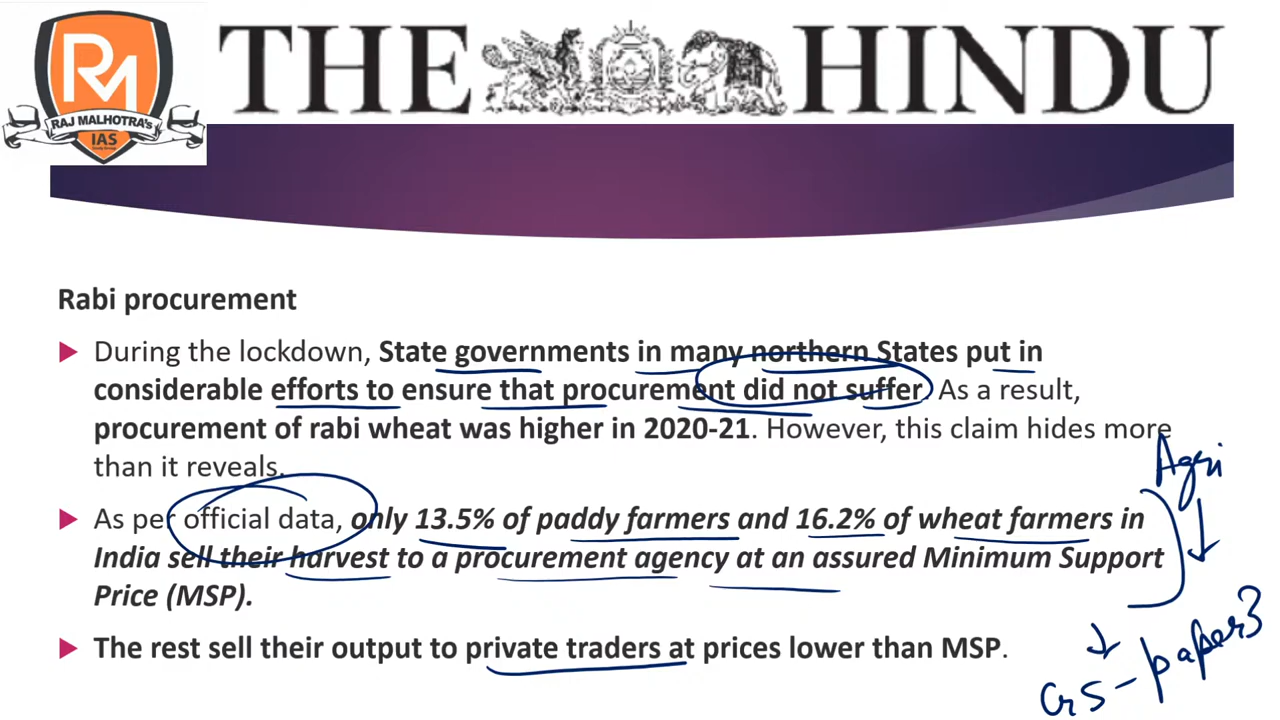 RM
RAJ MALHOTRA's
IAS
THE HINDU
Rabi procurement
During the lockdown, State governments in many northern States put in
considerable efforts to ensure that procurement did not suffer. As a result,
procurement of rabi wheat was higher in 2020-21. However, this claim hides more
than it reveals.
Agri
As per official data, only 13.5% of paddy farmers and 16.2% of wheat farmers in
India sell their harvest to a procurement agency at an assured Minimum Support
Price (MSP).
The rest sell their output to private traders at prices lower than MSP.
GS-paper3